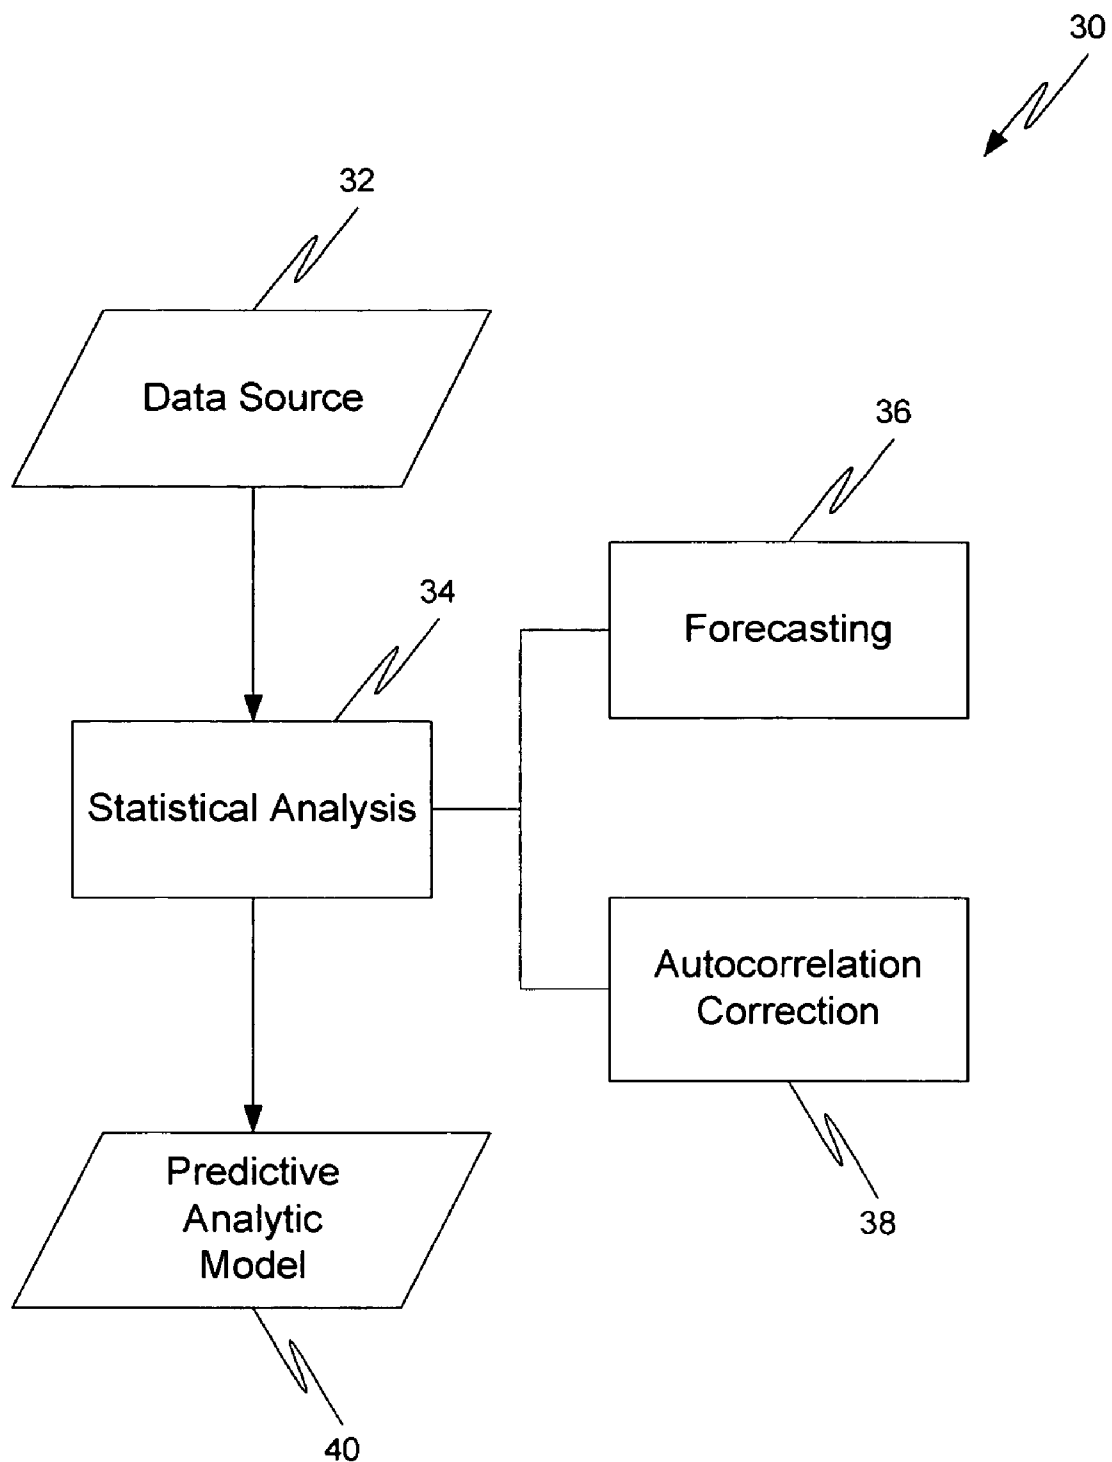 30
32
Data Source
36
34
Forecasting
Statistical Analysis
Autocorrelation
Correction
Predictive
Analytic
Model
38
40